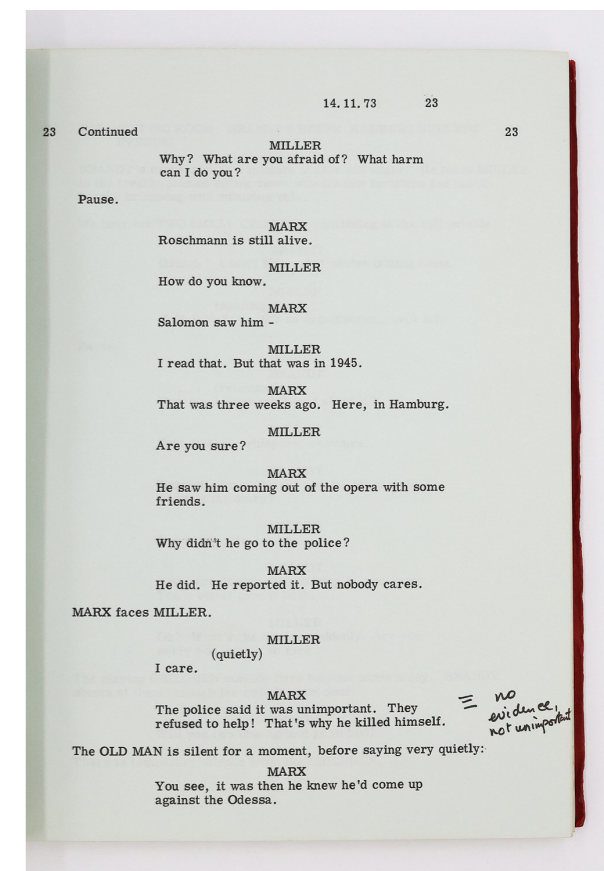 14.11.73 23
23 Continued 23
MILLER
Why? What are you afraid of? What harm
can I do you?
Pause.
MARX
Roschmann is still alive.
MILLER
How do you know.
MARX
Salomon saw him -
MILLER
I read that. But that was in 1945.
MARX
That was three weeks ago. Here, in Hamburg.
MILLER
Are you sure?
MARX
He saw him coming out of the opera with some
friends.
MILLER
Why didn't he go to the police?
MARX
He did. He reported it. But nobody cares.
MARX faces MILLER.
MILLER
(quietly)
I care.
MARX
The police said it was unimportant. They
refused to help! That's why he killed himself.
no
evidence,
not unimportant
The OLD MAN is silent for a moment, before saying very quietly:
MARX
You see, it was then he knew he'd come up
against the Odessa.